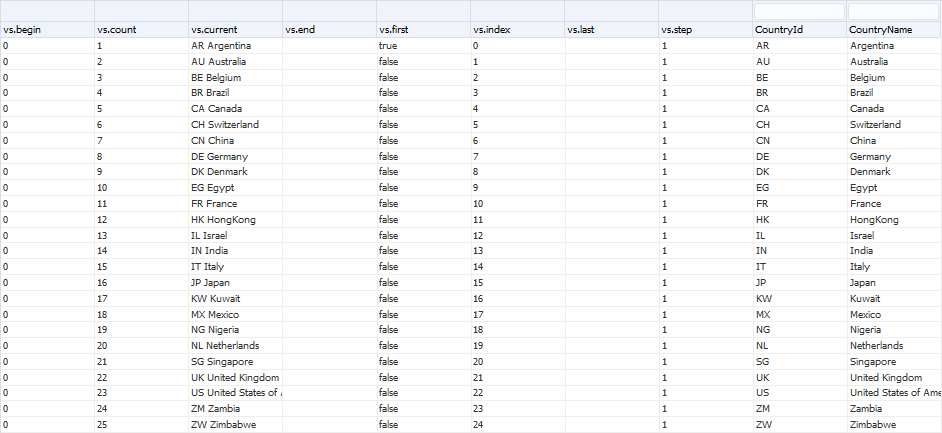 vs.begin vs.count vs.current vs.end vs.first vs.index vs.last vs.step CountryId CountryName
0 1 AR Argentina true 0 1 AR Argentina
0 2 AU Australia false 1 1 AU Australia
0 3 BE Belgium false 2 1 BE Belgium
0 4 BR Brazil false 3 1 BR Brazil
0 5 CA Canada false 4 1 CA Canada
0 6 CH Switzerland false 5 1 CH Switzerland
0 7 CN China false 6 1 CN China
0 8 DE Germany false 7 1 DE Germany
0 9 DK Denmark false 8 1 DK Denmark
0 10 EG Egypt false 9 1 EG Egypt
0 11 FR France false 10 1 FR France
0 12 HK HongKong false 11 1 HK HongKong
0 13 IL Israel false 12 1 IL Israel
0 14 IN India false 13 1 IN India
0 15 IT Italy false 14 1 IT Italy
0 16 JP Japan false 15 1 JP Japan
0 17 KW Kuwait false 16 1 KW Kuwait
0 18 MX Mexico false 17 1 MX Mexico
0 19 NG Nigeria false 18 1 NG Nigeria
0 20 NL Netherlands false 19 1 NL Netherlands
0 21 SG Singapore false 20 1 SG Singapore
0 22 UK United Kingdom false 21 1 UK United Kingdom
0 23 US United States of false 22 1 US United States of Ame
0 24 ZM Zambia false 23 1 ZM Zambia
0 25 ZW Zimbabwe false 24 1 ZW Zimbabwe